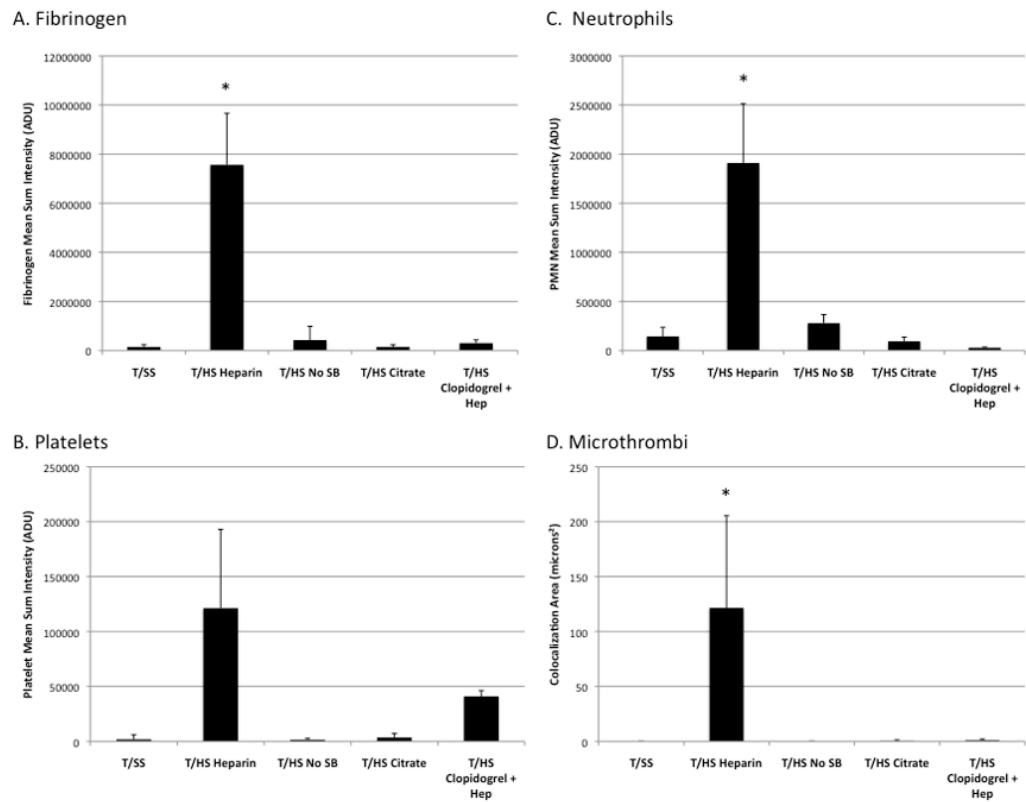 A. Fibrinogen
Fibrinogen Mean Sum Intensity (ADU)
12000000
10000000
8000000
6000000
4000000
2000000
0
*
T/SS T/HS Heparin T/HS No SB T/HS Citrate T/HS
Clopidogrel +
Hep
B. Platelets
Platelet Mean Sum Intensity (ADU)
250000
200000
150000
100000
50000
0
T/SS T/HS Heparin T/HS No SB T/HS Citrate T/HS
Clopidogrel +
Hep
C. Neutrophils
PMN Mean Sum Intensity (ADU)
3000000
2500000
2000000
1500000
1000000
500000
0
*
T/SS T/HS Heparin T/HS No SB T/HS Citrate T/HS
Clopidogrel +
Hep
D. Microthrombi
Colocalization Area (microns²)
250
200
150
100
50
0
*
T/SS T/HS Heparin T/HS No SB T/HS Citrate T/HS
Clopidogrel +
Hep